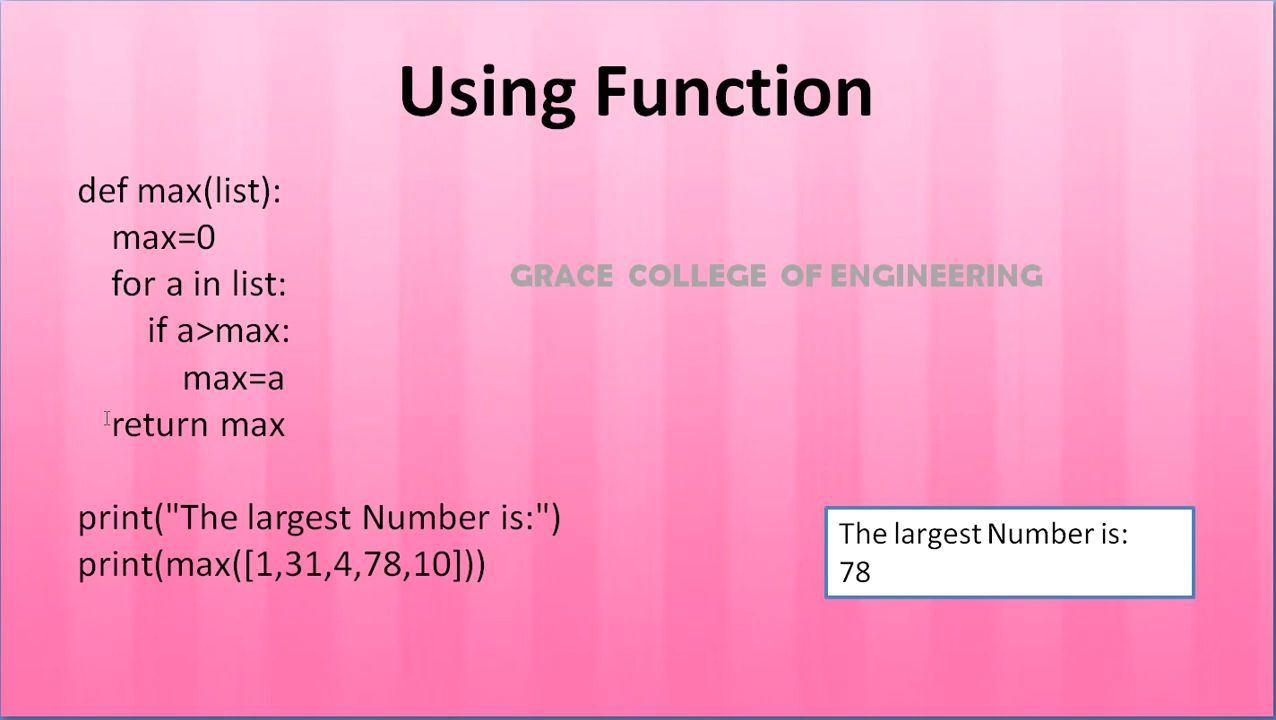 Using Function
def max(list):
max=0
for a in list:
if a>max:
max=a
return max
GRACE COLLEGE OF ENGINEERING
print("The largest Number is:")
print(max([1,31,4,78,10]))
The largest Number is:
78